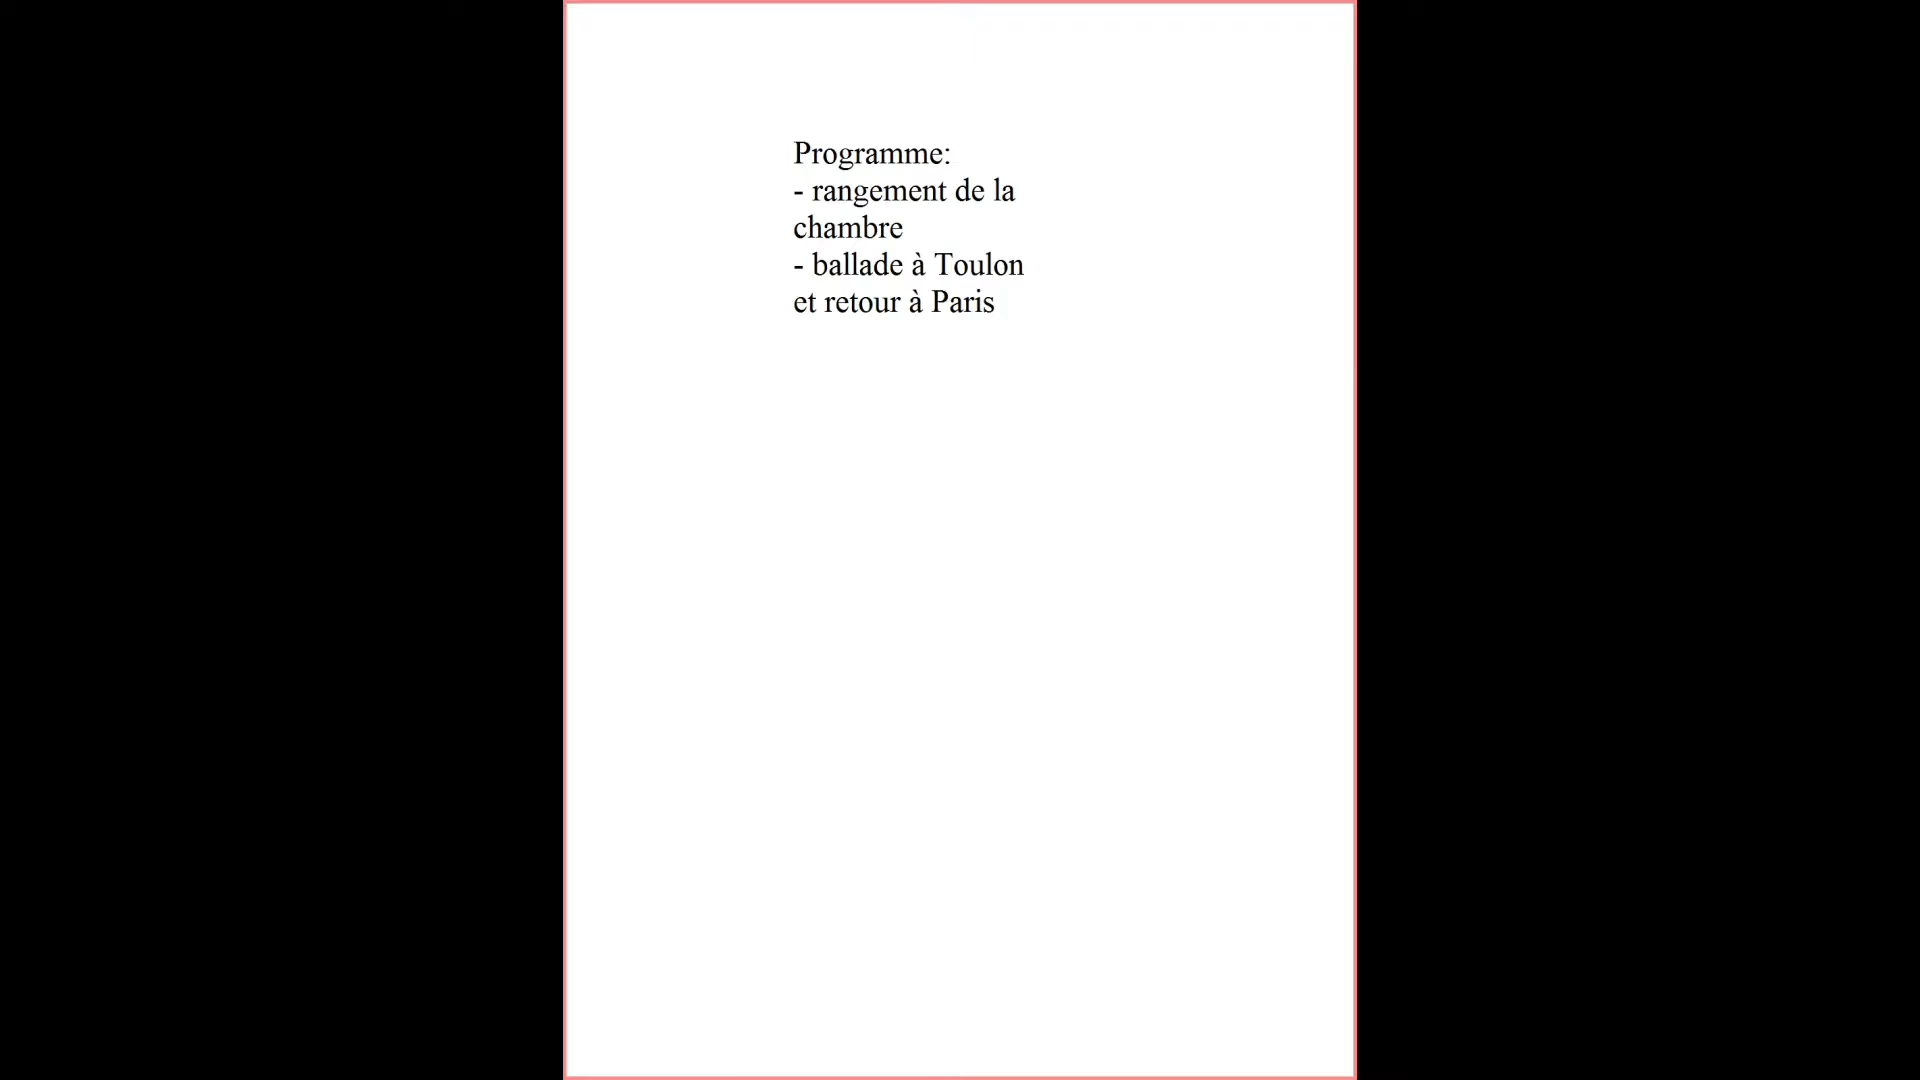 Programme:
- rangement de la
chambre
- ballade à Toulon
et retour à Paris